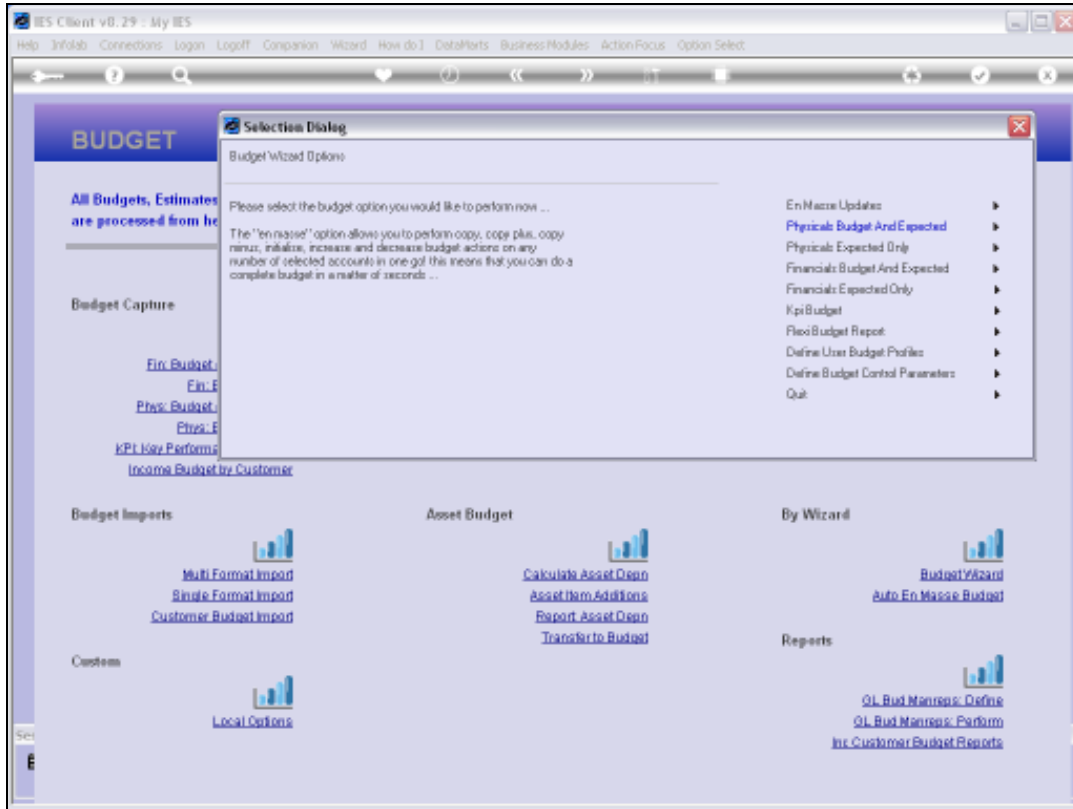 IES Client v8.29 : My IES
Help Infolab Connections Logon Logoff Companion Wizard How do I DataMarts Business Modules Action Focus Option Select
BUDGET
All Budgets, Estimates
are processed from he
Budget Capture
Fin: Budget
Fin: E
Phys: Budget
Phys: E
KPI: Key Performa
Income Budget by Customer
Selection Dialog
Budget Wizard Options
Please select the budget option you would like to perform now ...
The "en masse" option allows you to perform copy, copy plus, copy
minus, initialise, increase and decrease budget actions on any
number of selected accounts in one go! this means that you can do a
complete budget in a matter of seconds ...
En Masse Updates
Physicals Budget And Expected
Physicals Expected Only
Financials Budget And Expected
Financials Expected Only
Kpi Budget
Flexi Budget Report
Define User Budget Profiles
Define Budget Control Parameters
Quit
Budget Imports
Multi Format Import
Single Format Import
Customer Budget Import
Custom
Local Options
Asset Budget
Calculate Asset Depn
Asset Item Additions
Report Asset Depn
Transfer to Budget
By Wizard
Budget Wizard
Auto En Masse Budget
Reports
GL Bud Manreps: Define
GL Bud Manreps: Perform
Inc Customer Budget Reports
Ser